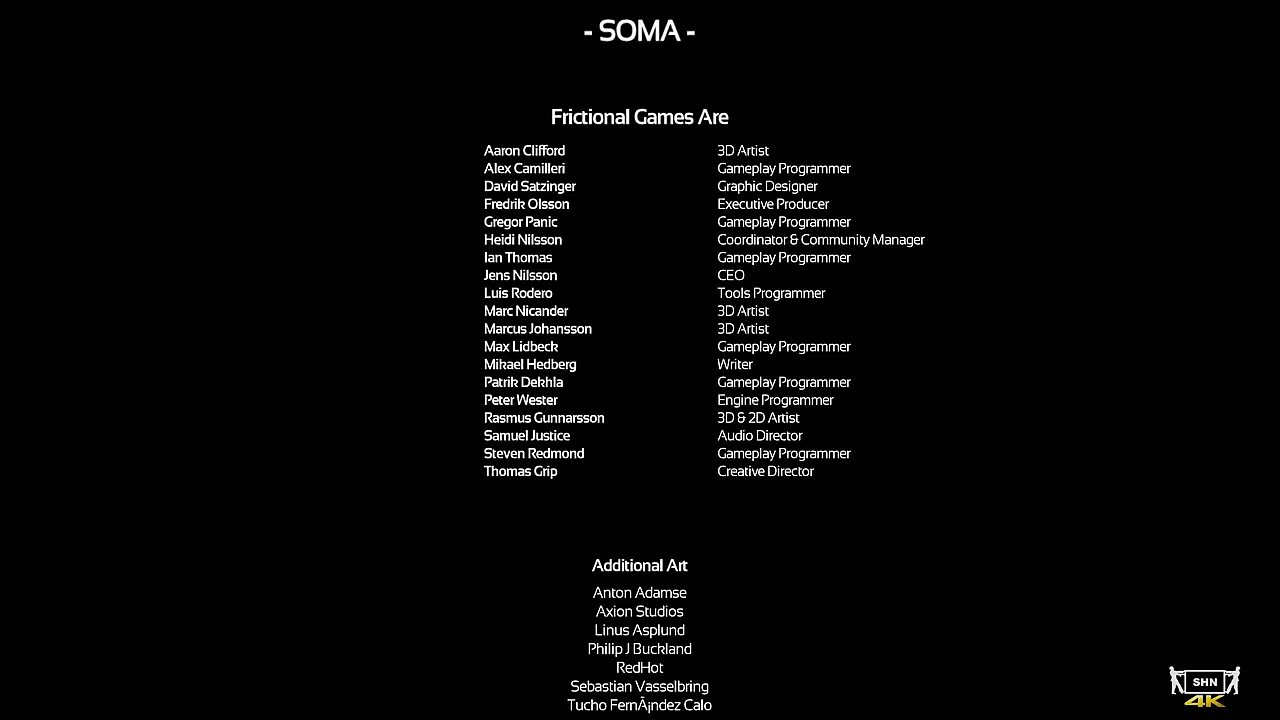 - SOMA -
Frictional Games Are
Aaron Clifford 3D Artist
Alex Camilleri Gameplay Programmer
David Satzinger Graphic Designer
Fredrik Olsson Executive Producer
Gregor Panic Gameplay Programmer
Heidi Nilsson Coordinator & Community Manager
Ian Thomas Gameplay Programmer
Jens Nilsson CEO
Luis Rodero Tools Programmer
Marc Nicander 3D Artist
Marcus Johansson 3D Artist
Max Lidbeck Gameplay Programmer
Mikael Hedberg Writer
Patrik Dekhla Gameplay Programmer
Peter Wester Engine Programmer
Rasmus Gunnarsson 3D & 2D Artist
Samuel Justice Audio Director
Steven Redmond Gameplay Programmer
Thomas Grip Creative Director
Additional Art
Anton Adamse
Axion Studios
Linus Asplund
Philip J Buckland
RedHot
Sebastian Vasselbring
Tucho FernÃ¡ndez Calo
SHN
4K